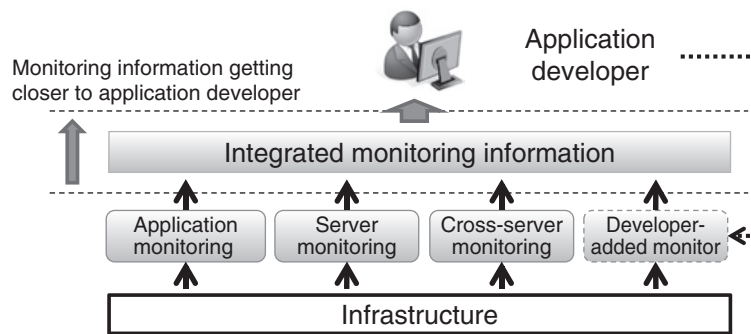 Application
developer
Monitoring information getting
closer to application developer
Integrated monitoring information
Application
monitoring
Server
monitoring
Cross-server
monitoring
Developer-
added monitor
Infrastructure